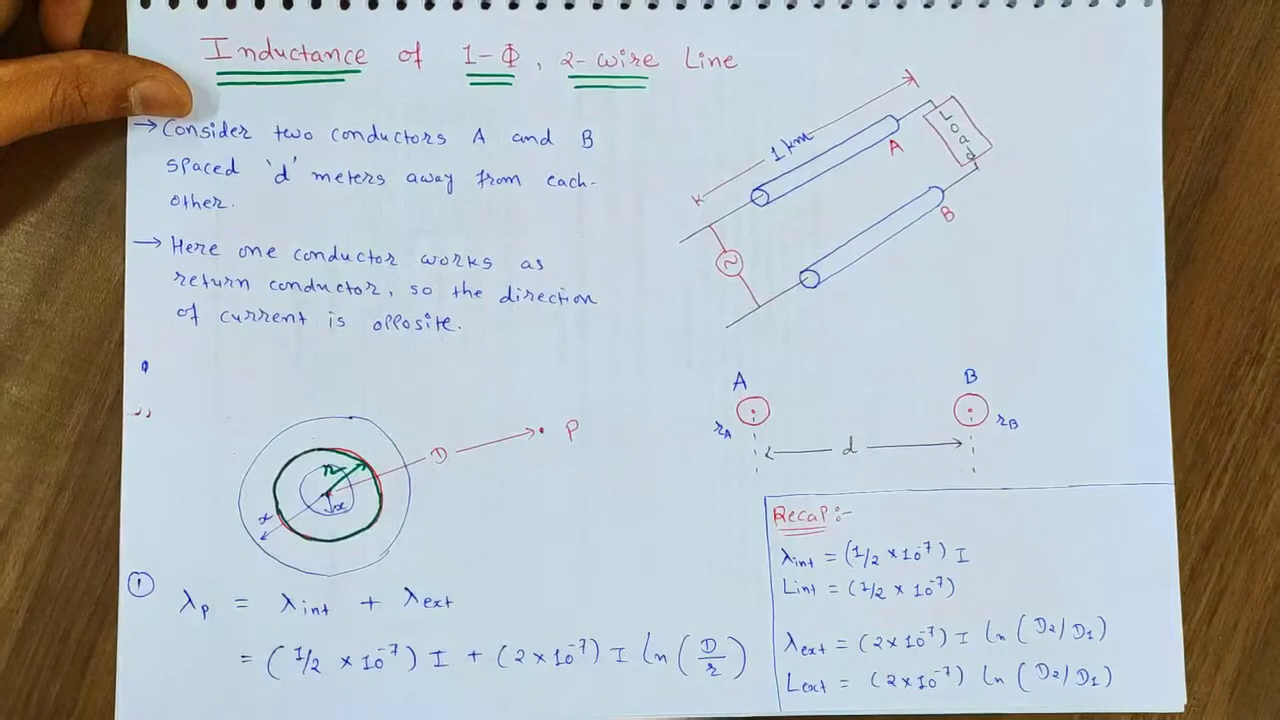 Inductance of 1-Φ, 2-wire Line
→ Consider two conductors A and B
spaced 'd' meters away from each-
other.
→ Here one conductor works as
return conductor, so the direction
of current is opposite.
1 km
A
B
Load
~
A
B
rA
rB
d
r
x
x
D
P
Recap :-
λint = (1/2 × 10⁻⁷) I
Lint = (1/2 × 10⁻⁷)
λext = (2×10⁻⁷) I ln (D2/D1)
Lext = (2×10⁻⁷) ln (D2/D1)
① λp = λint + λext
= (1/2 × 10⁻⁷) I + (2×10⁻⁷) I ln (D/r)